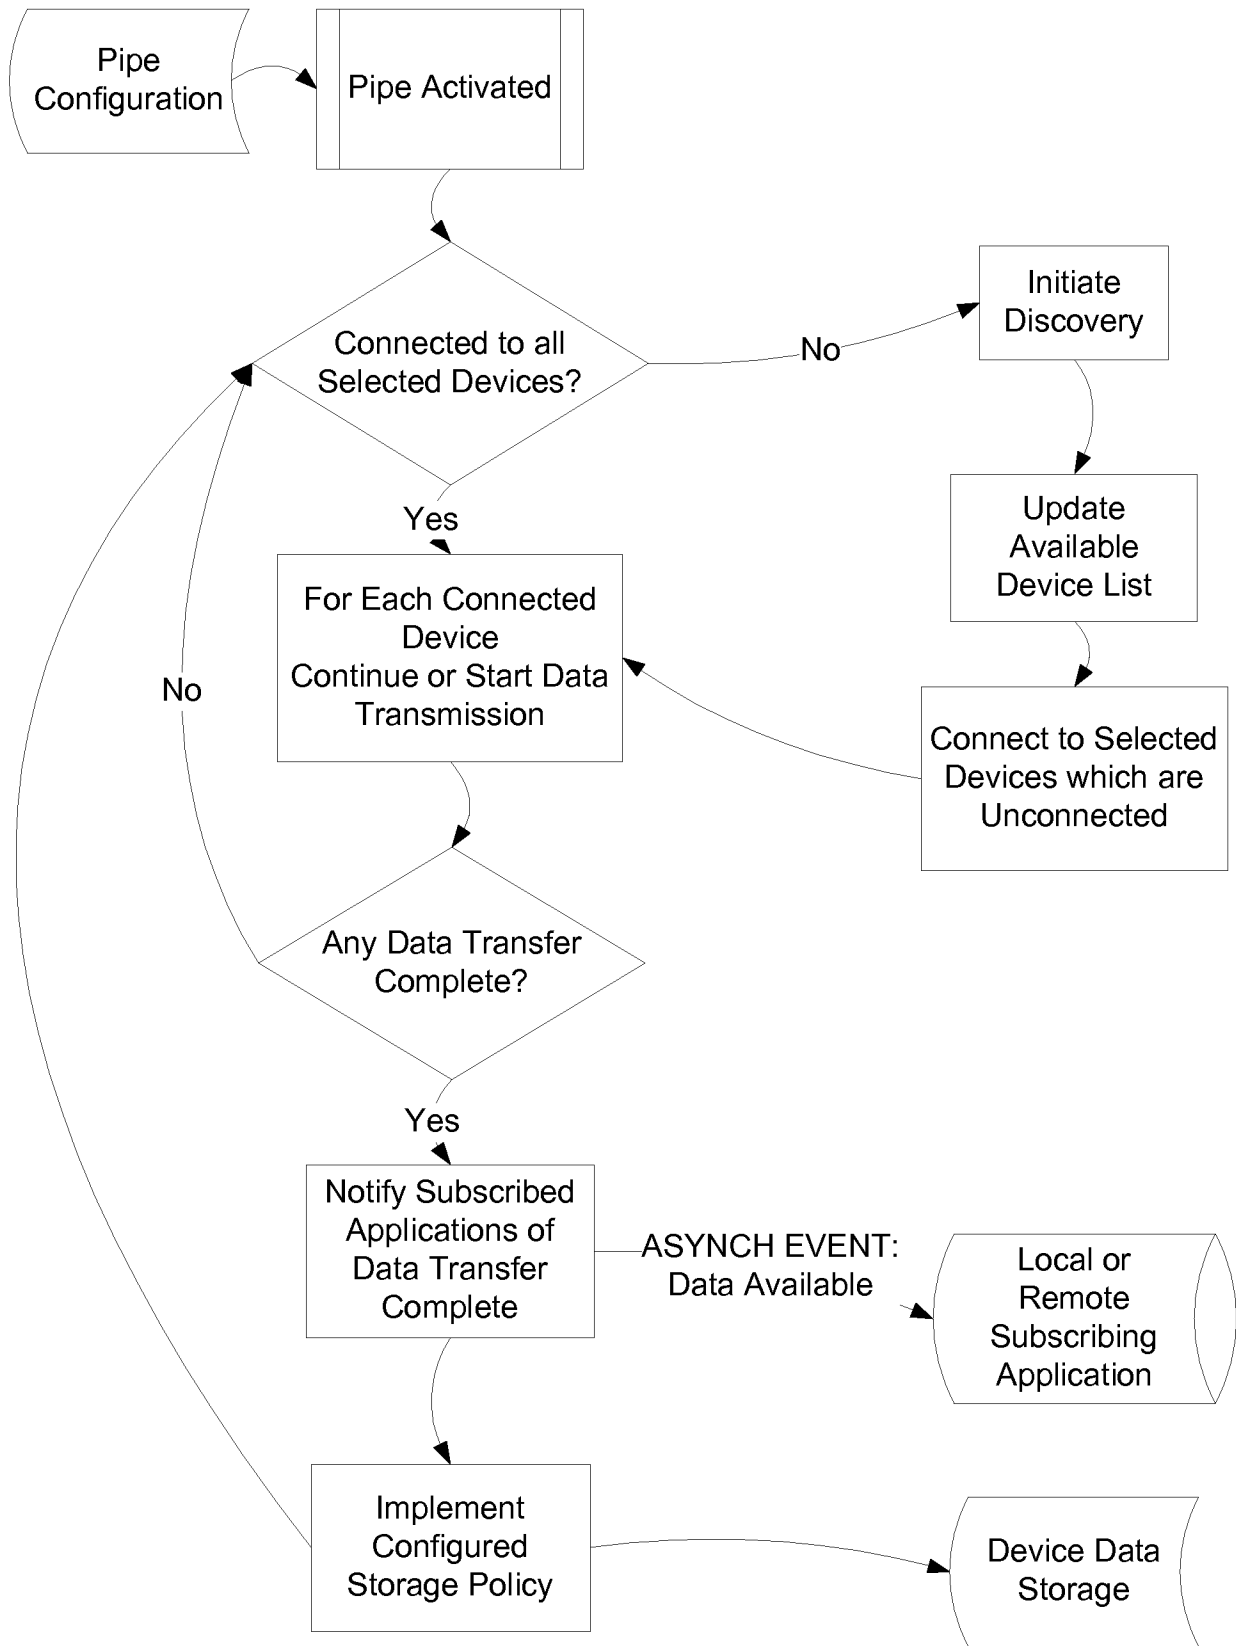 Pipe
Configuration
Pipe Activated
Connected to all
Selected Devices?
No
Initiate
Discovery
Yes
Update
Available
Device List
For Each Connected
Device
Continue or Start Data
Transmission
No
Connect to Selected
Devices which are
Unconnected
Any Data Transfer
Complete?
Yes
Notify Subscribed
Applications of
Data Transfer
Complete
ASYNCH EVENT:
Data Available
Local or
Remote
Subscribing
Application
Implement
Configured
Storage Policy
Device Data
Storage